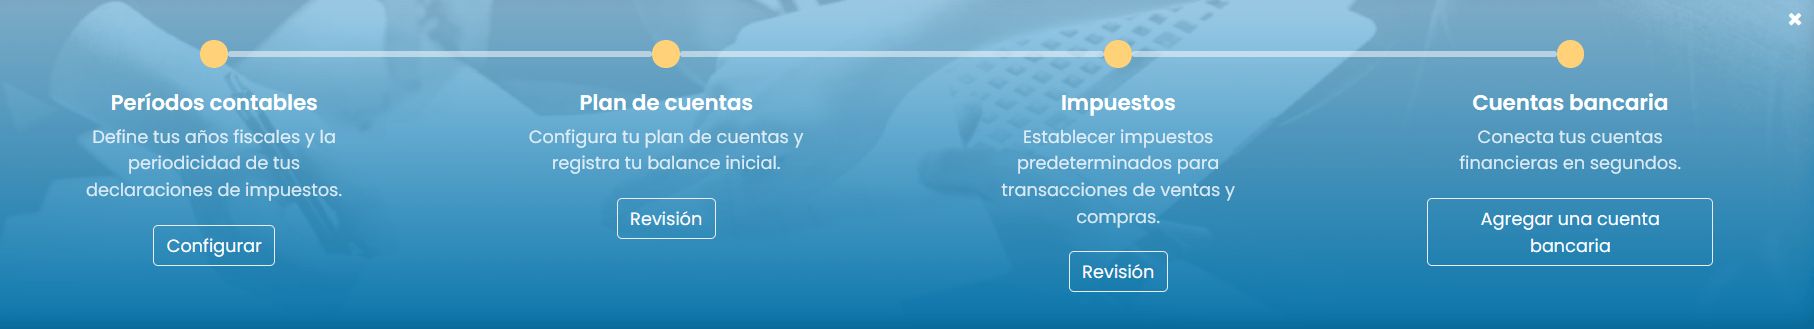 Períodos contables
Define tus años fiscales y la
periodicidad de tus
declaraciones de impuestos.
Configurar
Plan de cuentas
Configura tu plan de cuentas y
registra tu balance inicial.
Revisión
Impuestos
Establecer impuestos
predeterminados para
transacciones de ventas y
compras.
Revisión
Cuentas bancaria
Conecta tus cuentas
financieras en segundos.
Agregar una cuenta
bancaria